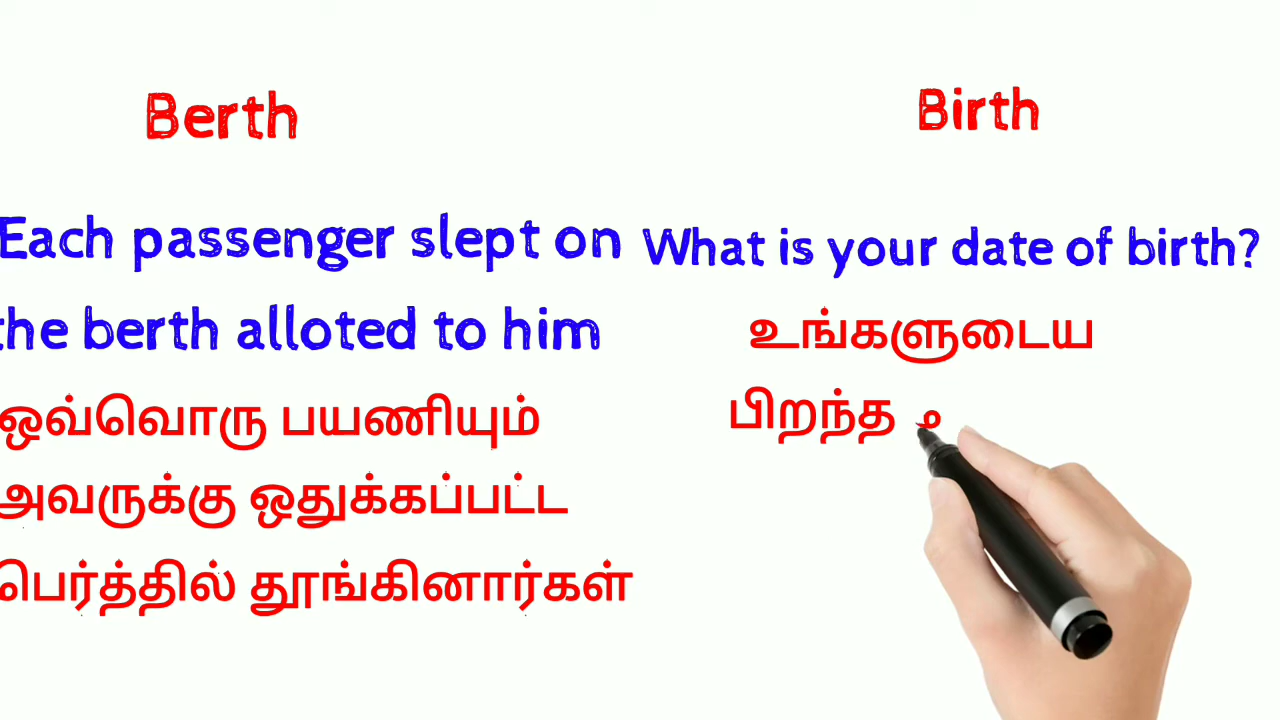 Berth
Each passenger slept on
the berth alloted to him
ஒவ்வொரு பயணியும்
அவருக்கு ஒதுக்கப்பட்ட
பெர்த்தில் தூங்கினார்கள்
Birth
What is your date of birth?
உங்களுடைய
பிறந்த